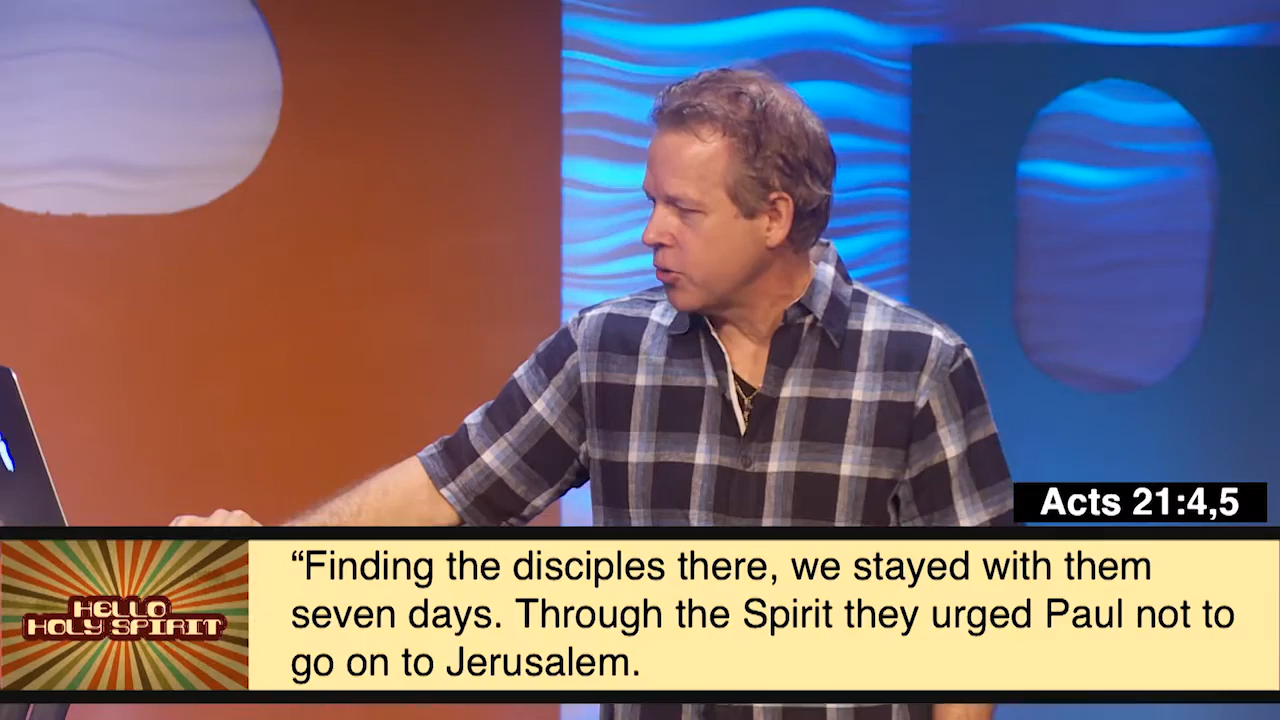 Acts 21:4,5
HELLO
HOLY SPIRIT
“Finding the disciples there, we stayed with them
seven days. Through the Spirit they urged Paul not to
go on to Jerusalem.